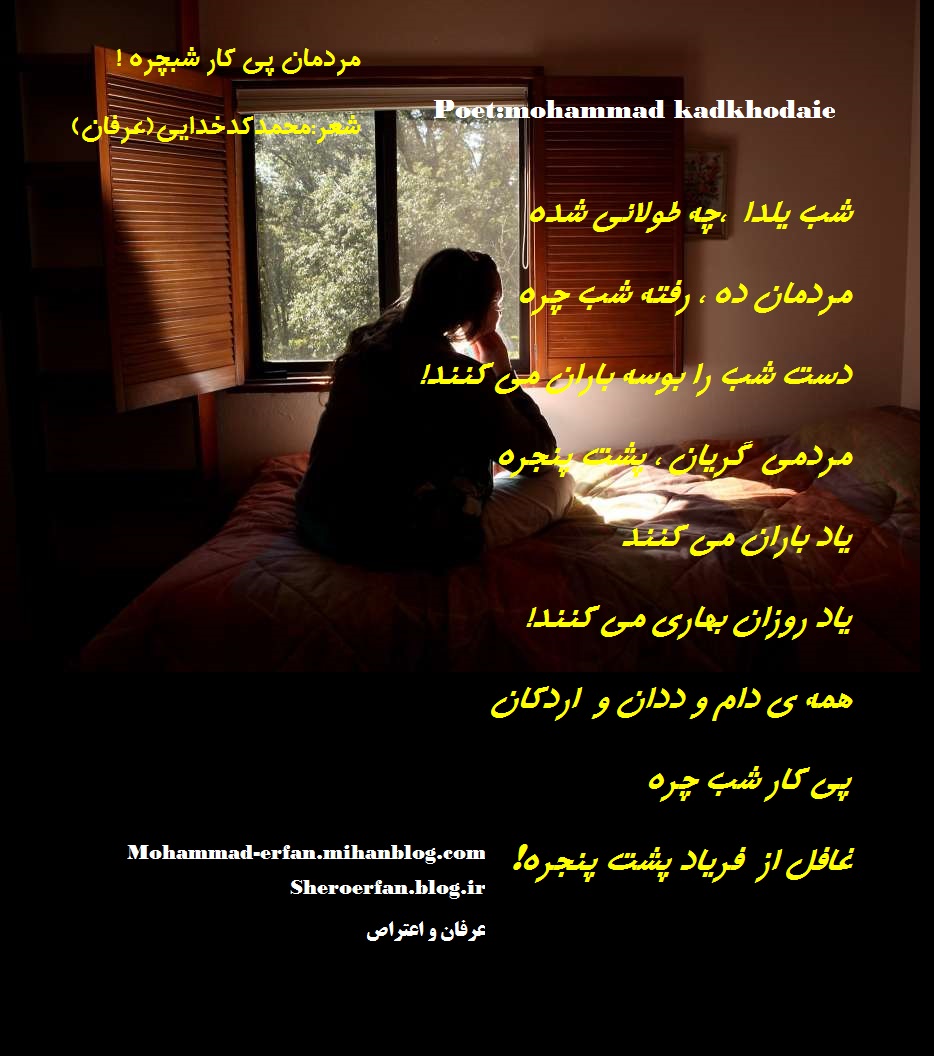 مردمان پی کار شبچره !
شعر:محمدکدخدایی(عرفان)
Poet:mohammad kadkhodaie
شب یلدا ،چه طولانی شده
مردمان ده ، رفته شب چره
دست شب را بوسه باران می کنند!
مردمی گریان ، پشت پنجره
یاد باران می کنند
یاد روزان بهاری می کنند!
همه ی دام و ددان و اردکان
پی کار شب چره
غافل از فریاد پشت پنجره!
Mohammad-erfan.mihanblog.com
Sheroerfan.blog.ir
عرفان و اعتراص